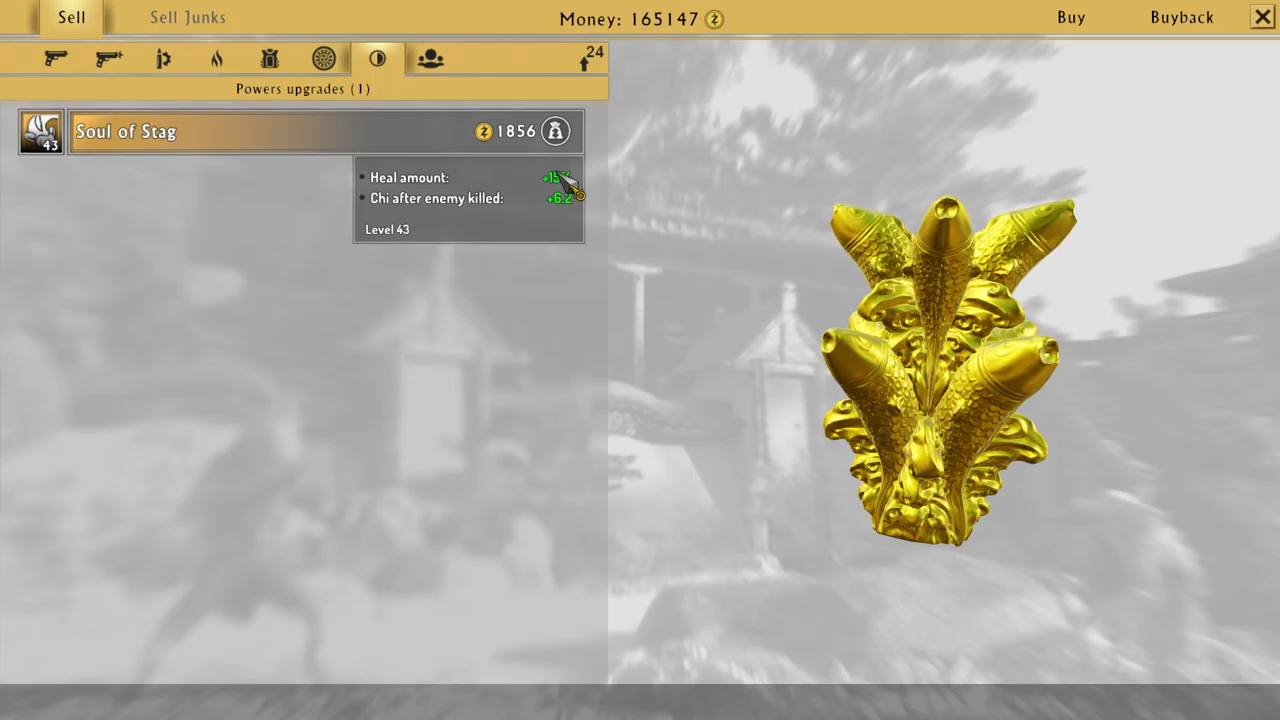 Sell
Sell Junks
Money: 165147
Buy
Buyback
24
Powers upgrades (1)
43
Soul of Stag
1856
Heal amount:
Chi after enemy killed: +6.2
Level 43